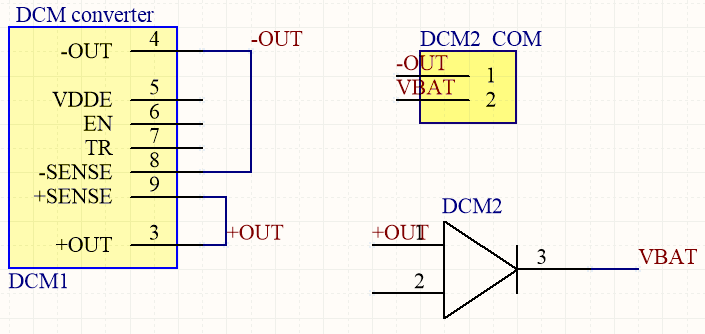 DCM converter
-OUT 4 -OUT
VDDE 5
EN 6
TR 7
-SENSE 8
+SENSE 9
+OUT 3 +OUT
DCM1
DCM2 COM
-OUT 1
VBAT 2
DCM2
+OUT 1
2
3 VBAT